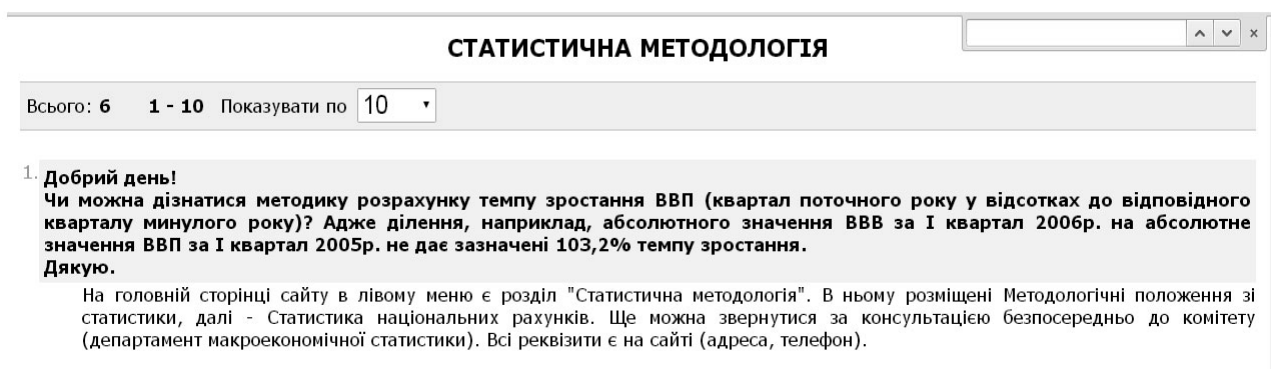 СТАТИСТИЧНА МЕТОДОЛОГІЯ
Всього: 6 1 - 10 Показувати по 10
1. Добрий день!
Чи можна дізнатися методику розрахунку темпу зростання ВВП (квартал поточного року у відсотках до відповідного
кварталу минулого року)? Адже ділення, наприклад, абсолютного значення ВВВ за І квартал 2006р. на абсолютне
значення ВВП за І квартал 2005р. не дає зазначені 103,2% темпу зростання.
Дякую.
На головній сторінці сайту в лівому меню є розділ "Статистична методологія". В ньому розміщені Методологічні положення зі
статистики, далі - Статистика національних рахунків. Ще можна звернутися за консультацією безпосередньо до комітету
(департамент макроекономічної статистики). Всі реквізити є на сайті (адреса, телефон).